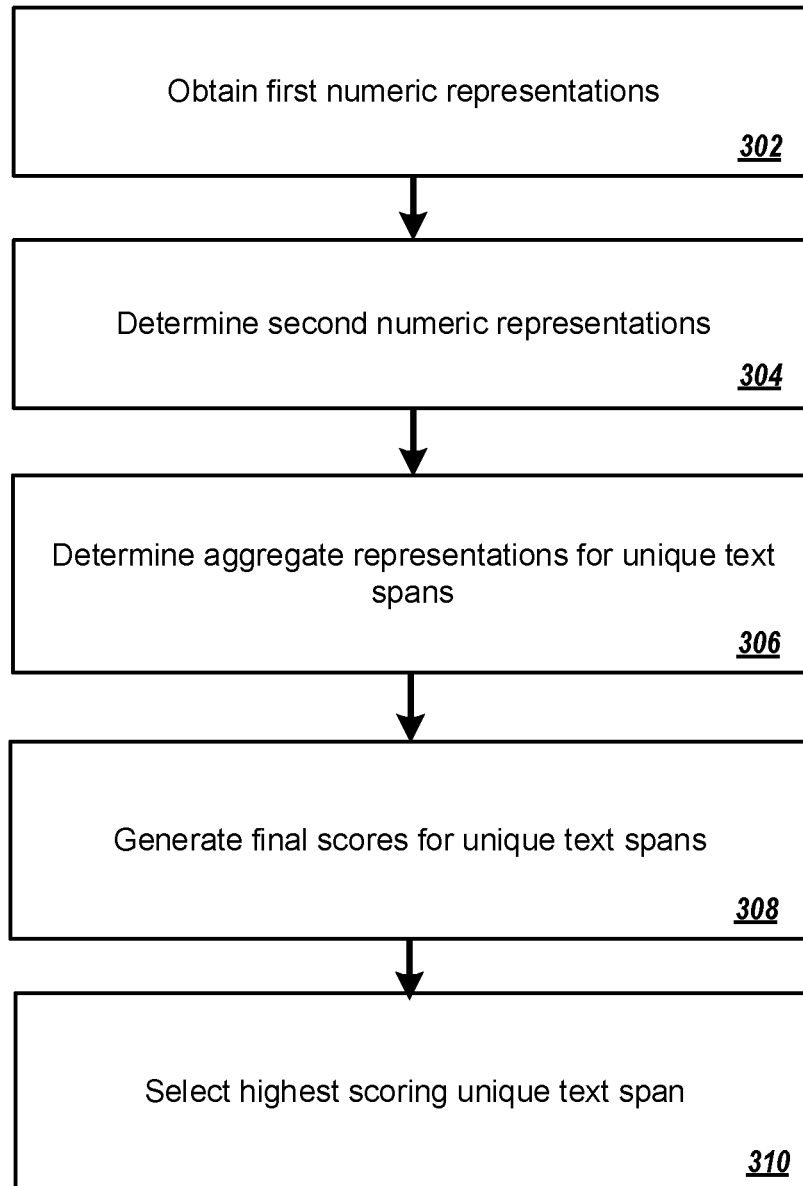 Obtain first numeric representations
302
Determine second numeric representations
304
Determine aggregate representations for unique text
spans
306
Generate final scores for unique text spans
308
Select highest scoring unique text span
310